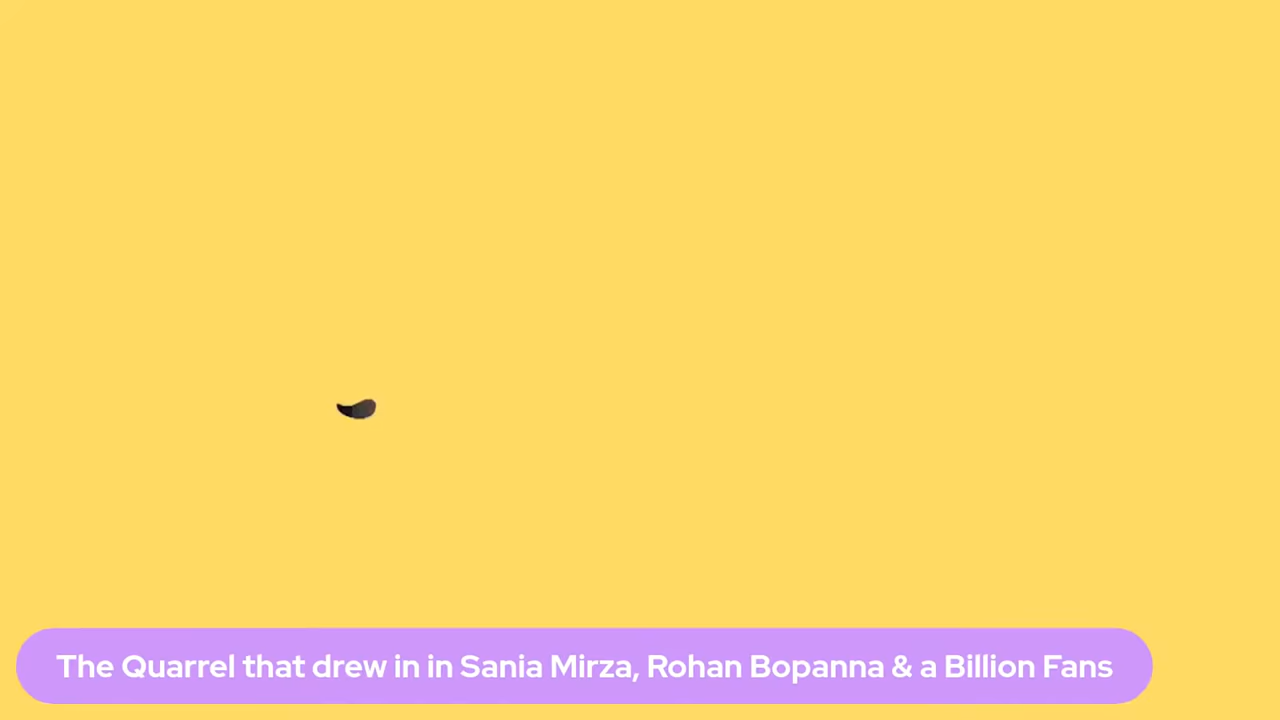 The Quarrel that drew in in Sania Mirza, Rohan Bopanna & a Billion Fans